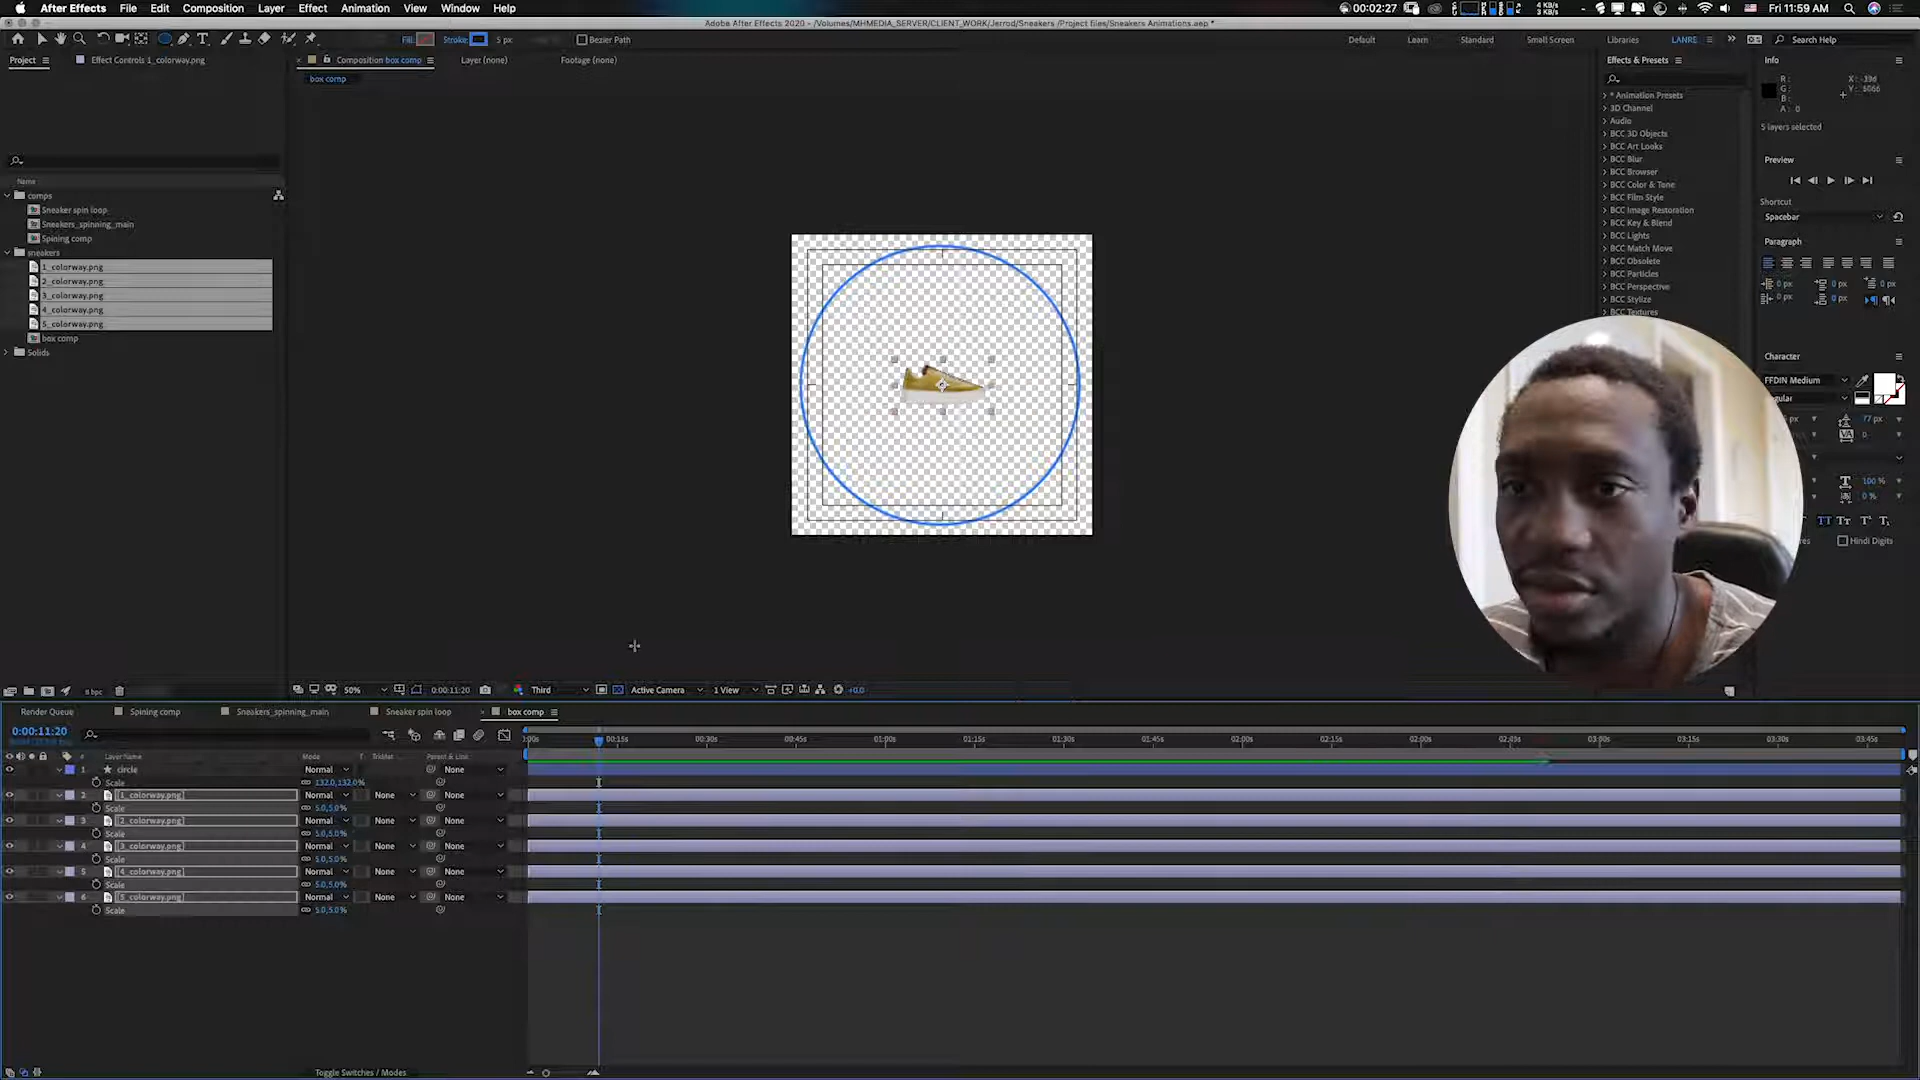 After Effects File Edit Composition Layer Effect Animation View Window Help
00:02:27
Fri 11:59 AM
Adobe After Effects 2020 - /Volumes/MHMEDIA_SERVER/CLIENT_WORK/Jerrod/Sneakers /Project files/Sneakers Animations.aep *
Fill: Stroke: 5 px Bezier Path
Default Learn Standard Small Screen Libraries LANRE Search Help
Project Effect Controls 1_colorway.png Composition box comp Layer (none) Footage (none) Effects & Presets Info
box comp
* Animation Presets
3D Channel
Audio
BCC 3D Objects
BCC Art Looks
BCC Blur
BCC Browser
BCC Color & Tone
BCC Film Style
BCC Image Restoration
BCC Key & Blend
BCC Lights
BCC Match Move
BCC Obsolete
BCC Particles
BCC Perspective
BCC Stylize
BCC Textures
R: X: -396
G: Y: 5066
B:
A: 0
5 layers selected
Preview
Shortcut
Spacebar
Paragraph
0 px 0 px 0 px
0 px 0 px
Character
FFDIN Medium
77 px
0
100 %
0 %
Hindi Digits
Name
comps
Sneaker spin loop
Sneakers_spinning_main
Spining comp
sneakers
1_colorway.png
2_colorway.png
3_colorway.png
4_colorway.png
5_colorway.png
box comp
Solids
8 bpc
50% 0:00:11:20 Third Active Camera 1 View +0.0
Render Queue Spining comp Sneakers_spinning_main Sneaker spin loop box comp
0:00:11:20
:00s 00:15s 00:30s 00:45s 01:00s 01:15s 01:30s 01:45s 02:00s 02:15s 02:30s 02:45s 03:00s 03:15s 03:30s 03:45s
# Layer Name Mode T TrkMat Parent & Link
1 circle Normal None
Scale 132.0,132.0%
2 [1_colorway.png] Normal None None
Scale 5.0,5.0%
3 [2_colorway.png] Normal None None
Scale 5.0,5.0%
4 [3_colorway.png] Normal None None
Scale 5.0,5.0%
5 [4_colorway.png] Normal None None
Scale 5.0,5.0%
6 [5_colorway.png] Normal None None
Scale 5.0,5.0%
Toggle Switches / Modes